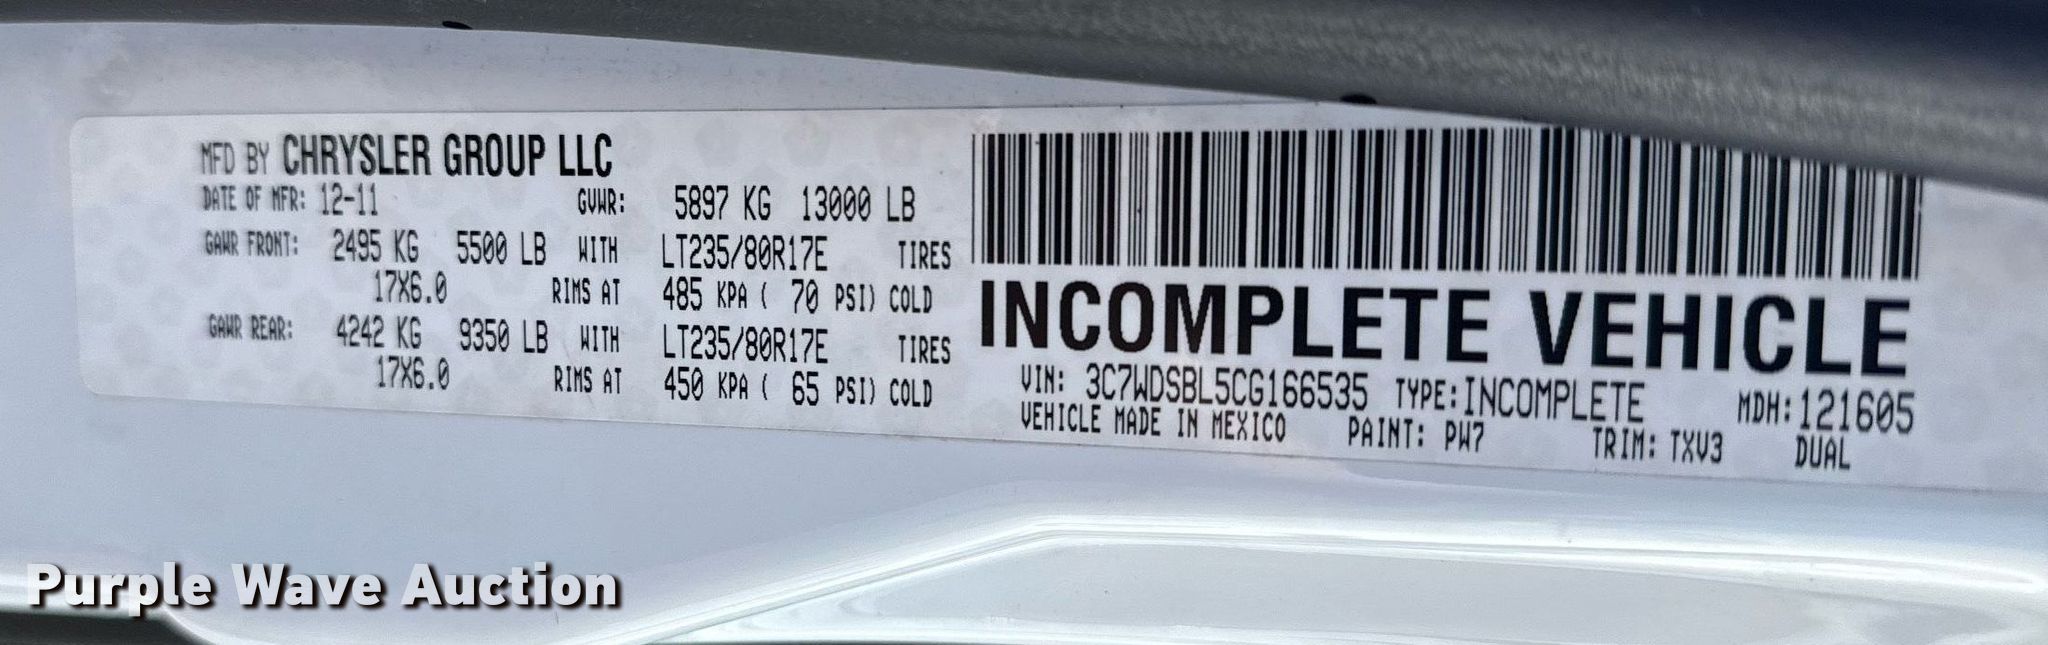 MFD BY CHRYSLER GROUP LLC
DATE OF MFR: 12-11 GVWR: 5897 KG 13000 LB
GAWR FRONT: 2495 KG 5500 LB WITH LT235/80R17E TIRES
17X6.0 RIMS AT 485 KPA ( 70 PSI) COLD
GAWR REAR: 4242 KG 9350 LB WITH LT235/80R17E TIRES
17X6.0 RIMS AT 450 KPA ( 65 PSI) COLD
INCOMPLETE VEHICLE
VIN: 3C7WDSBL5CG166535 TYPE:INCOMPLETE MDH:121605
VEHICLE MADE IN MEXICO PAINT: PW7 TRIM: TXV3 DUAL
Purple Wave Auction